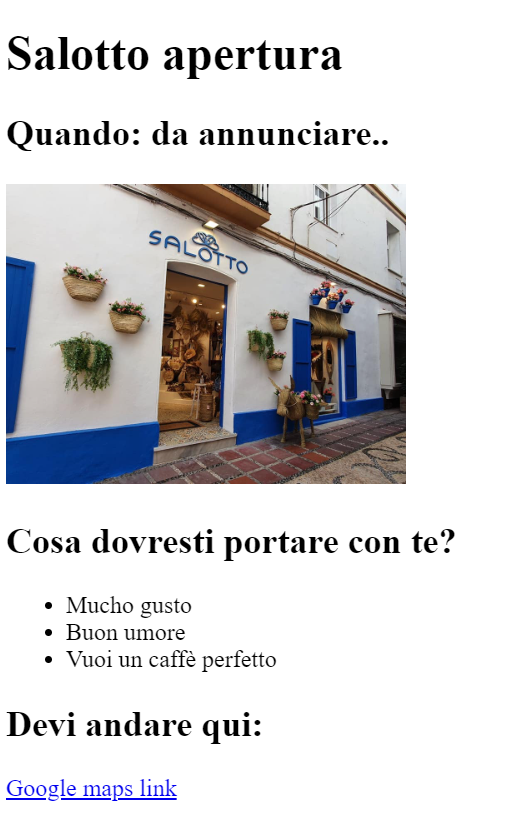 Salotto apertura
Quando: da annunciare..
SALOTTO
Cosa dovresti portare con te?
Mucho gusto
Buon umore
Vuoi un caffè perfetto
Devi andare qui:
Google maps link